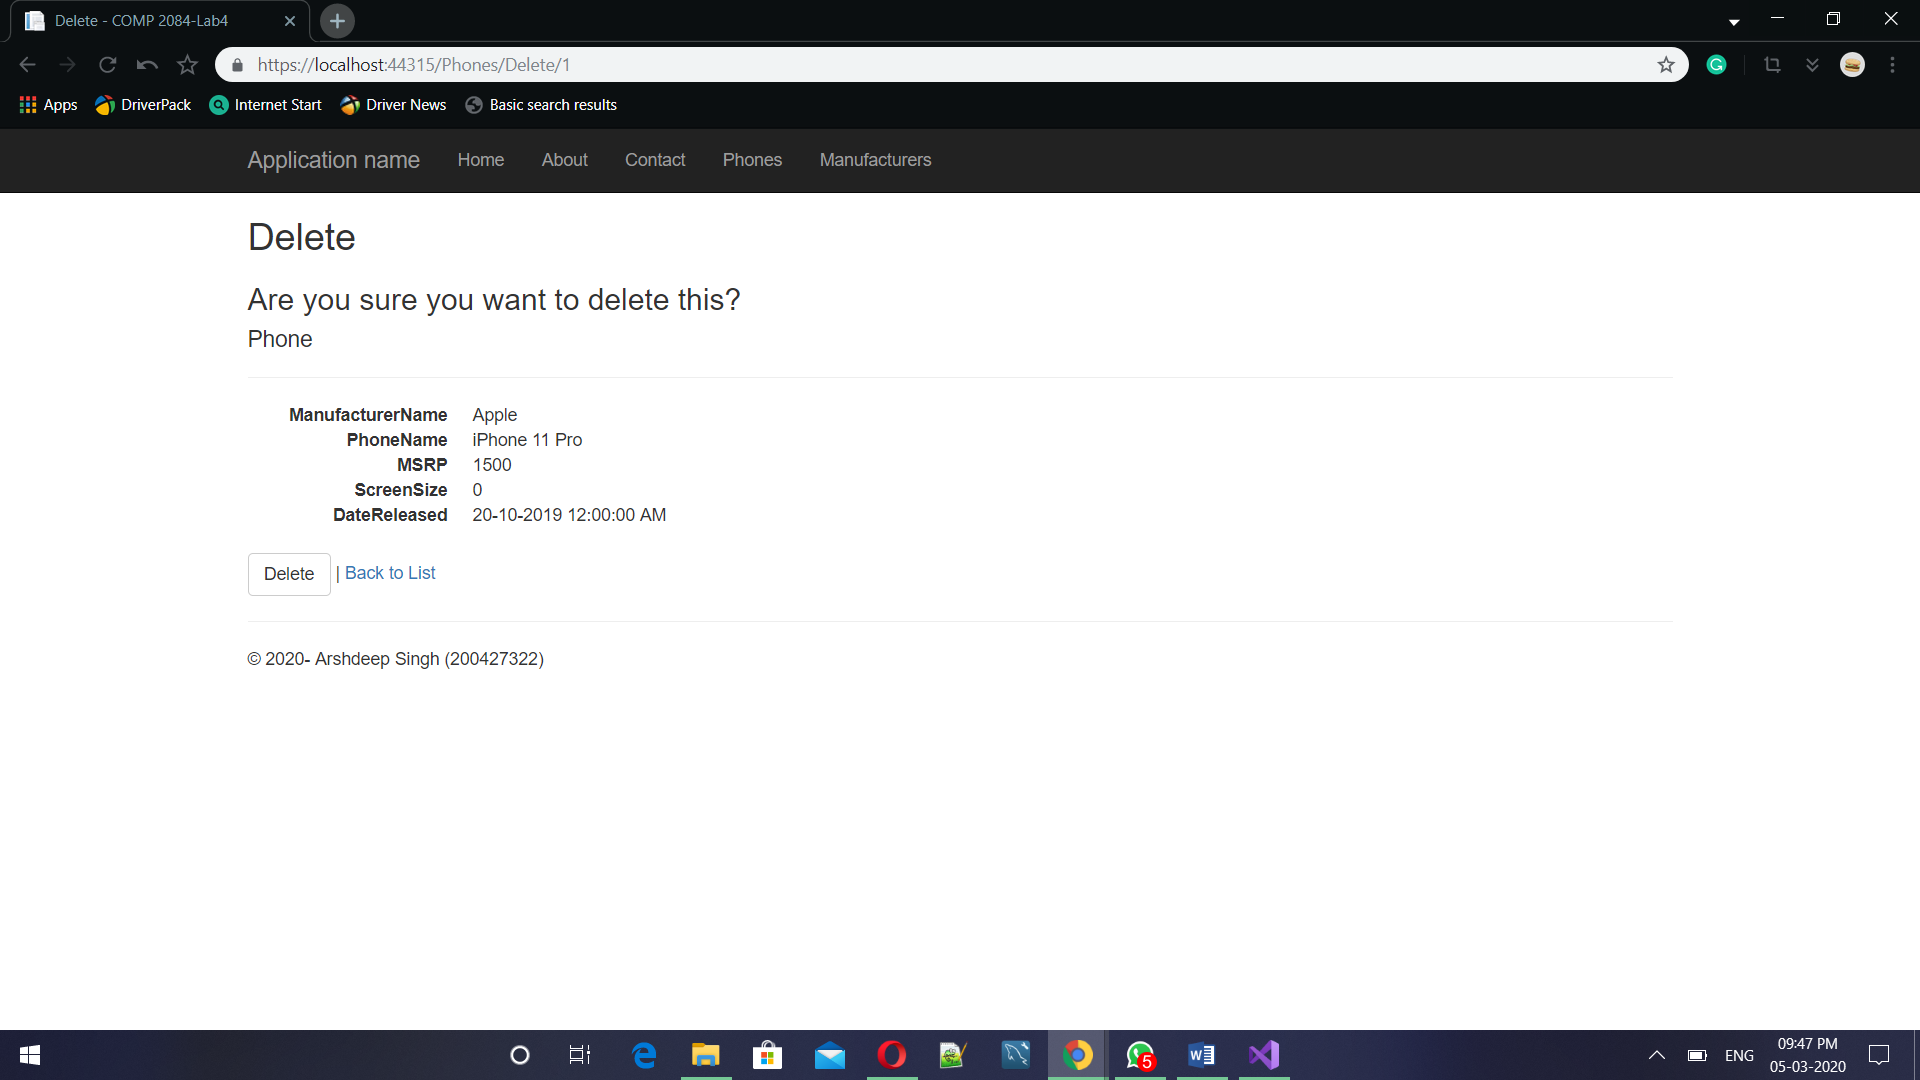 Delete - COMP 2084-Lab4
https://localhost:44315/Phones/Delete/1
Apps DriverPack Internet Start Driver News Basic search results
Application name Home About Contact Phones Manufacturers
Delete
Are you sure you want to delete this?
Phone
ManufacturerName Apple
PhoneName iPhone 11 Pro
MSRP 1500
ScreenSize 0
DateReleased 20-10-2019 12:00:00 AM
Delete | Back to List
© 2020- Arshdeep Singh (200427322)
5
ENG
09:47 PM
05-03-2020